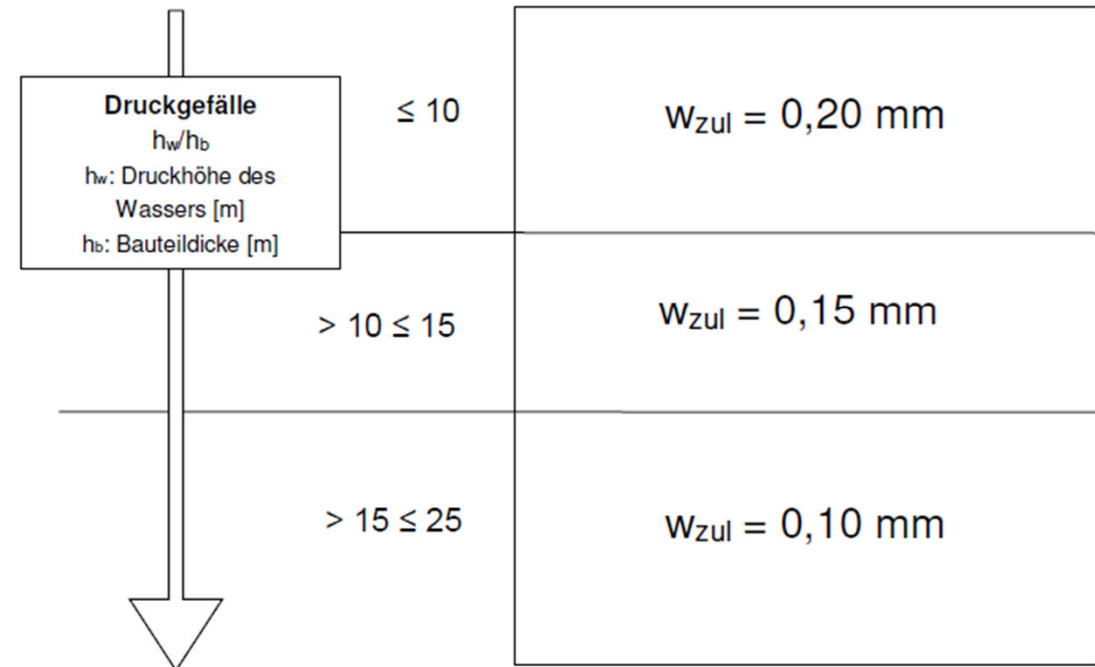 Druckgefälle
hw/hb
hw: Druckhöhe des
Wassers [m]
hb: Bauteildicke [m]
≤ 10
wzul = 0,20 mm
> 10 ≤ 15
wzul = 0,15 mm
> 15 ≤ 25
wzul = 0,10 mm